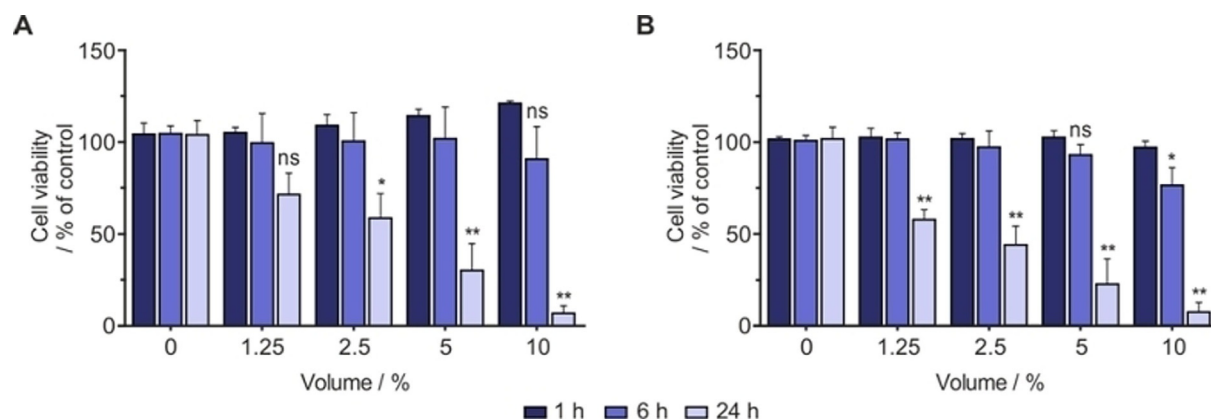 A
150
100
50
0
Cell viability
/ % of control
ns
*
**
ns
**
0 1.25 2.5 5 10
Volume / %
B
150
100
50
0
Cell viability
/ % of control
**
**
ns
**
*
**
0 1.25 2.5 5 10
Volume / %
1 h 6 h 24 h